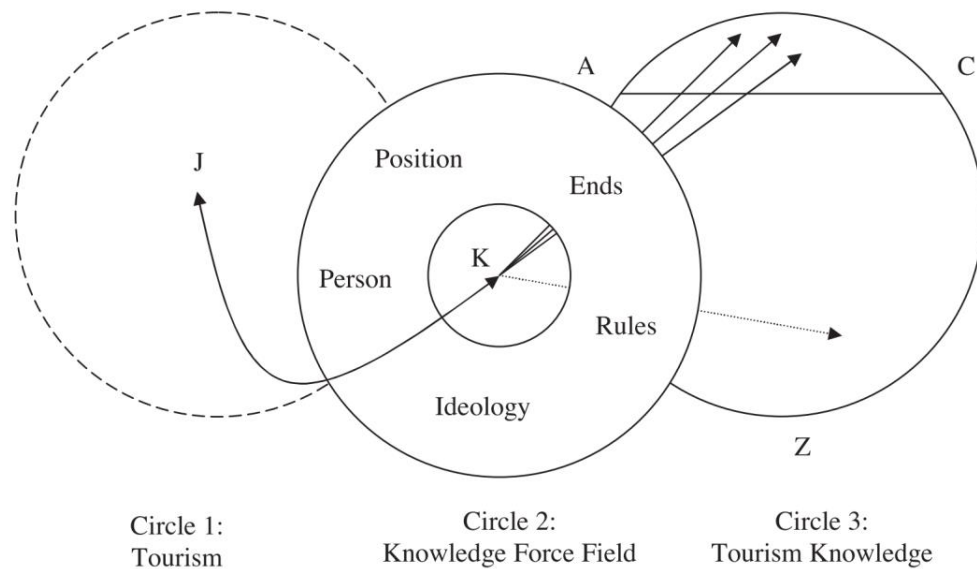 A
C
J
Position
Ends
K
Person
Rules
Ideology
Z
Circle 1:
Tourism
Circle 2:
Knowledge Force Field
Circle 3:
Tourism Knowledge